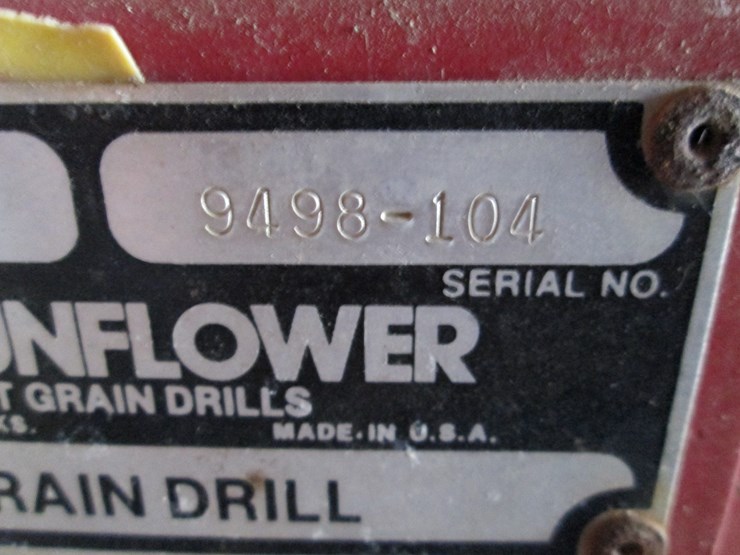 9498-104
SERIAL NO.
UNFLOWER
T GRAIN DRILLS
KS.
MADE IN U.S.A.
RAIN DRILL